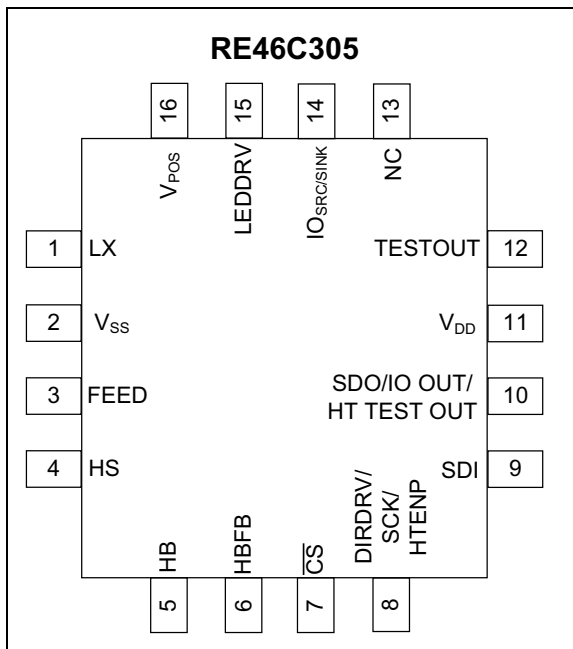 RE46C305
16
15
14
13
VPOS
LEDDRV
IOSRC/SINK
NC
1
LX
TESTOUT
12
2
VSS
VDD
11
3
FEED
SDO/IO OUT/
HT TEST OUT
10
4
HS
SDI
9
HB
HBFB
CS
DIRDRV/
SCK/
HTENP
5
6
7
8